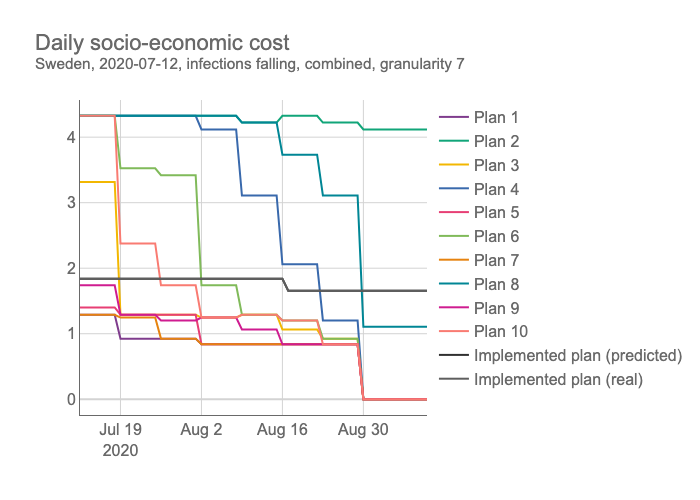 Daily socio-economic cost
Sweden, 2020-07-12, infections falling, combined, granularity 7
4
3
2
1
0
Jul 19
2020
Aug 2
Aug 16
Aug 30
Plan 1
Plan 2
Plan 3
Plan 4
Plan 5
Plan 6
Plan 7
Plan 8
Plan 9
Plan 10
Implemented plan (predicted)
Implemented plan (real)